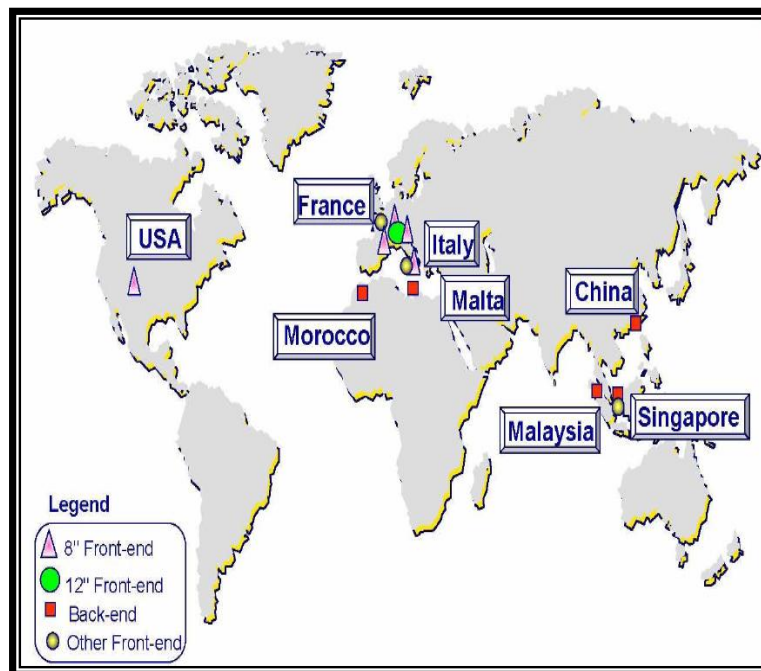 France
USA
Italy
China
Malta
Morocco
Singapore
Malaysia
Legend
8" Front-end
12" Front-end
Back-end
Other Front-end